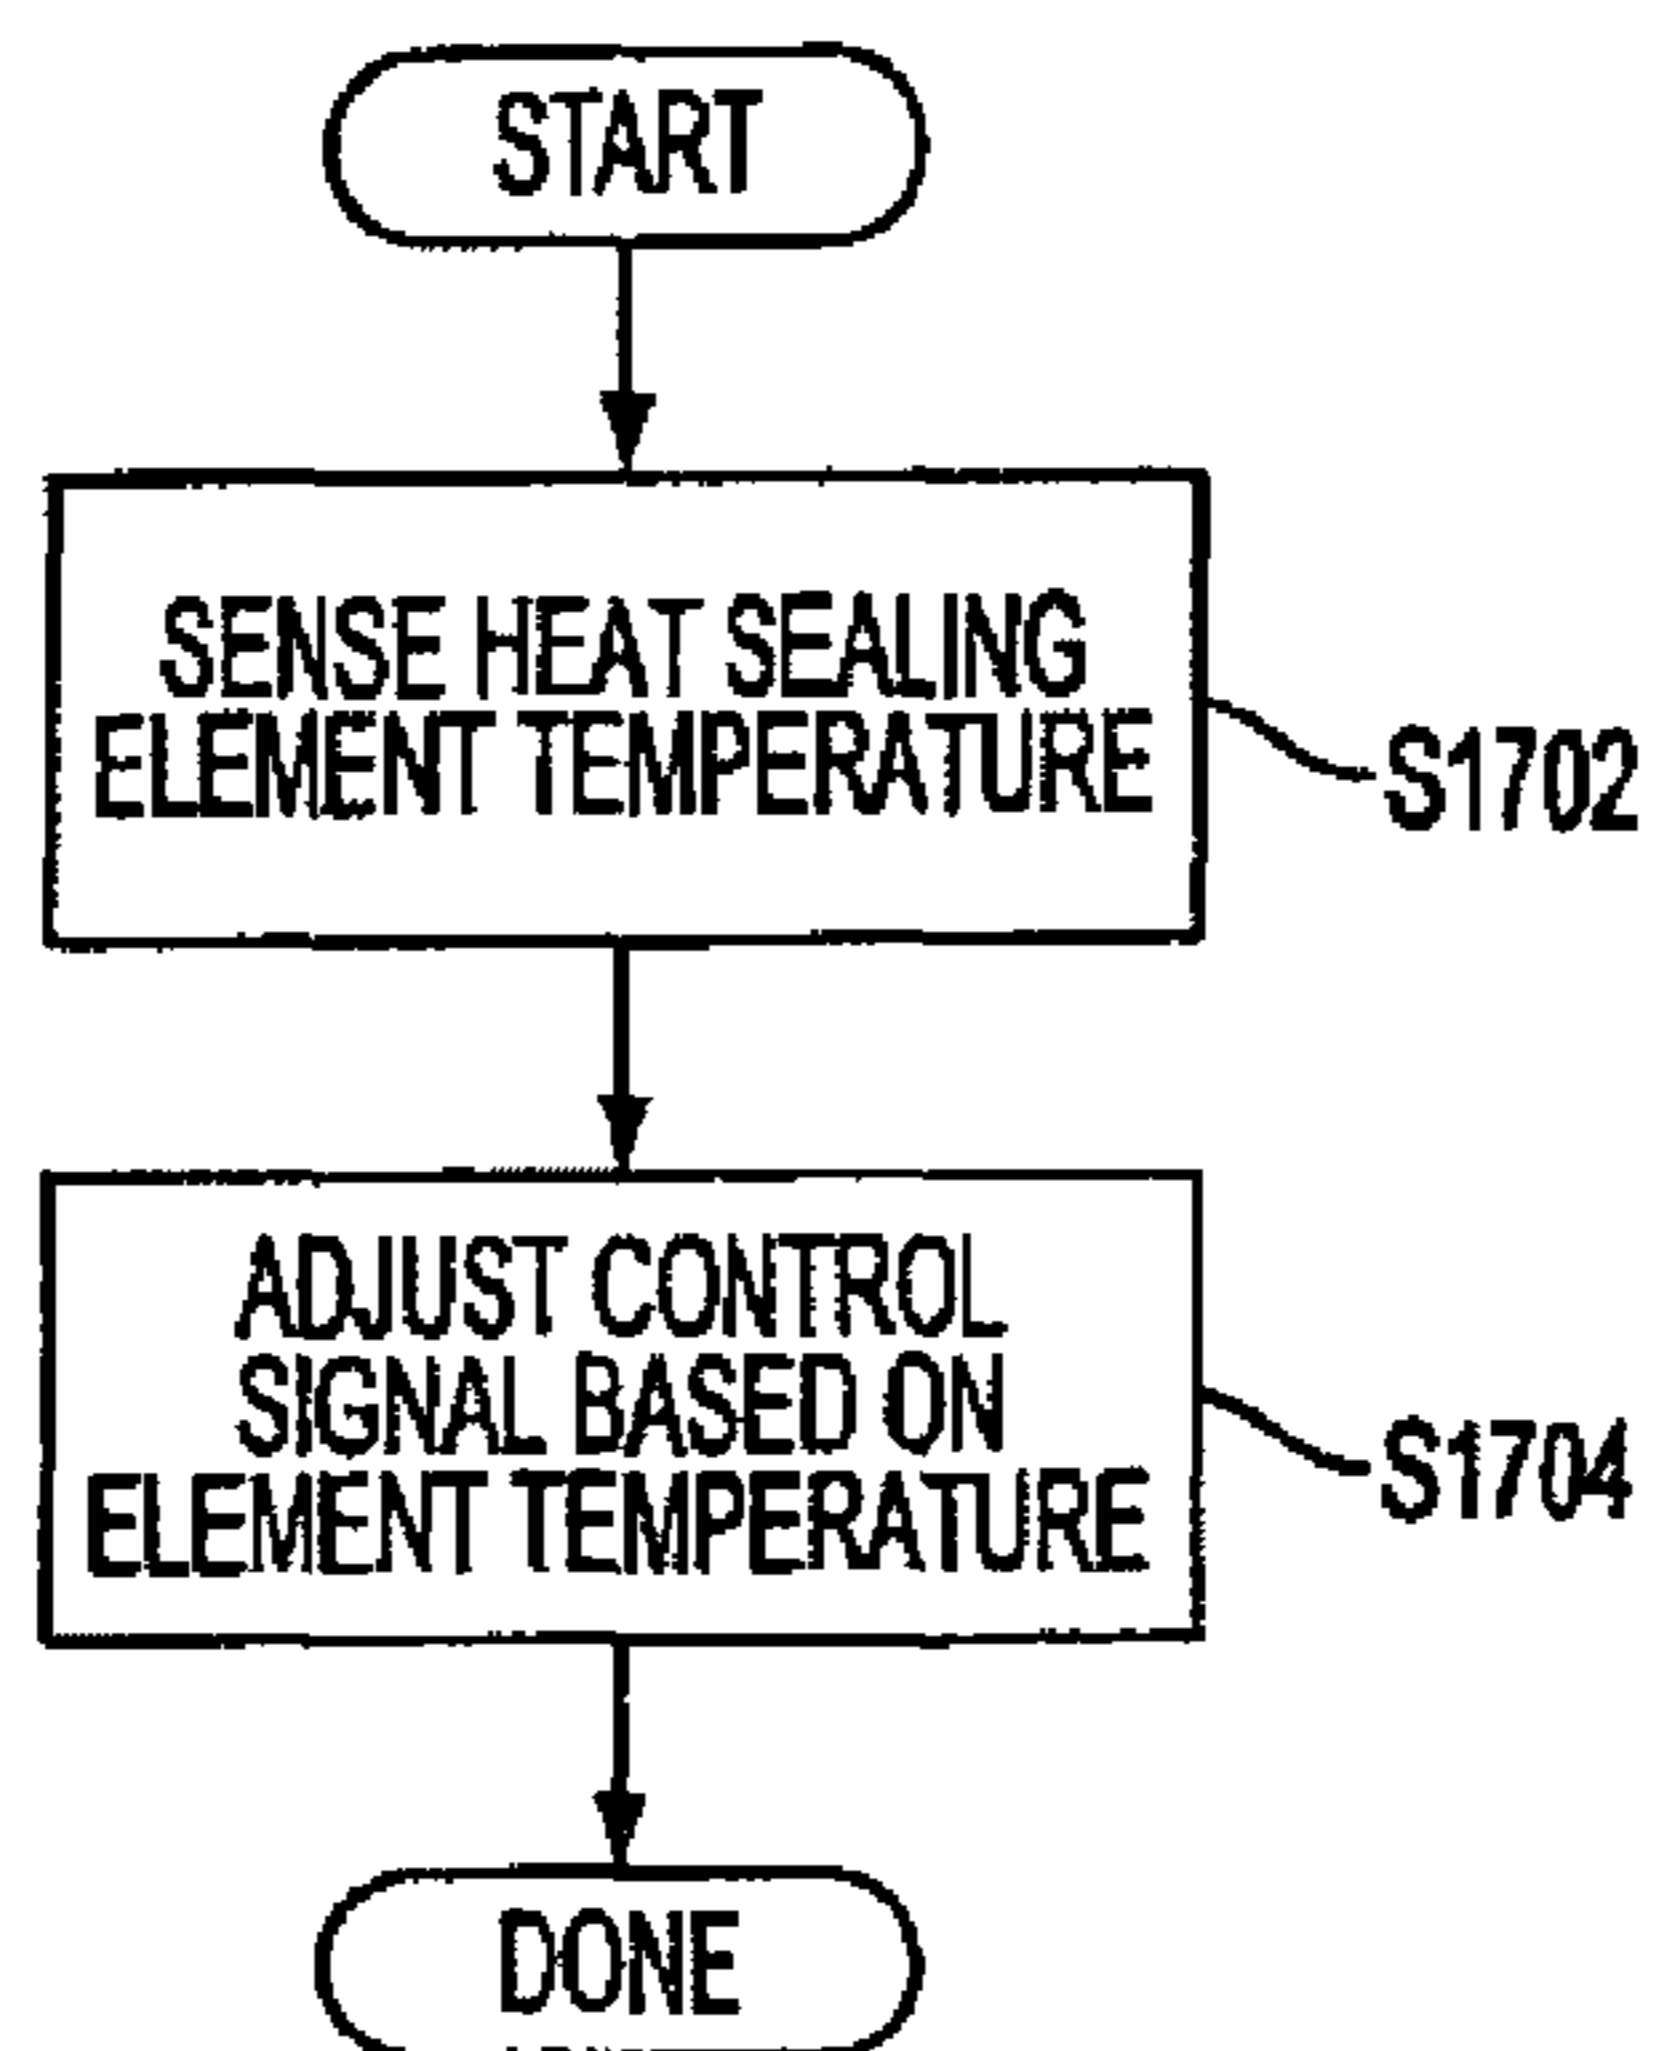 START
SENSE HEAT SEALING
ELEMENT TEMPERATURE
S1702
ADJUST CONTROL
SIGNAL BASED ON
ELEMENT TEMPERATURE
S1704
DONE